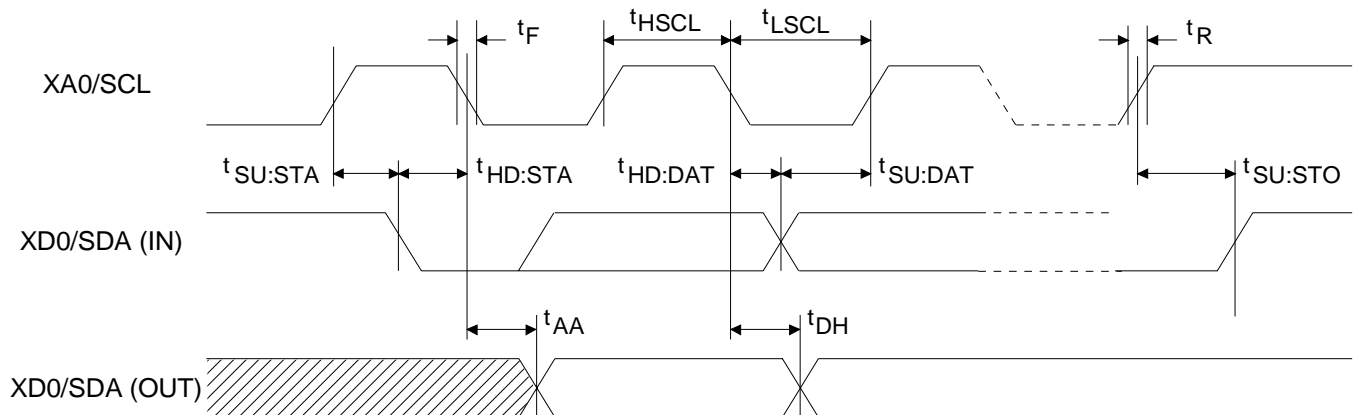 tF
tHSCL
tLSCL
tR
XA0/SCL
tSU:STA
tHD:STA
tHD:DAT
tSU:DAT
tSU:STO
XD0/SDA (IN)
tAA
tDH
XD0/SDA (OUT)